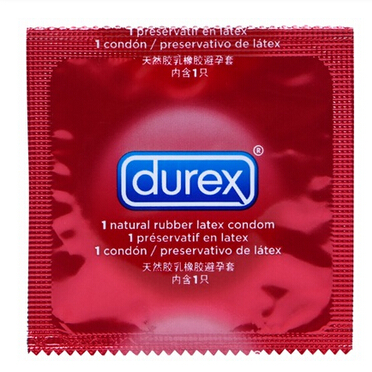 1 préservatif en latex
1 condón / preservativo de látex
天然胶乳橡胶避孕套
内含1只
durex®
1 natural rubber latex condom
1 préservatif en latex
1 condón / preservativo de látex
天然胶乳橡胶避孕套
内含1只